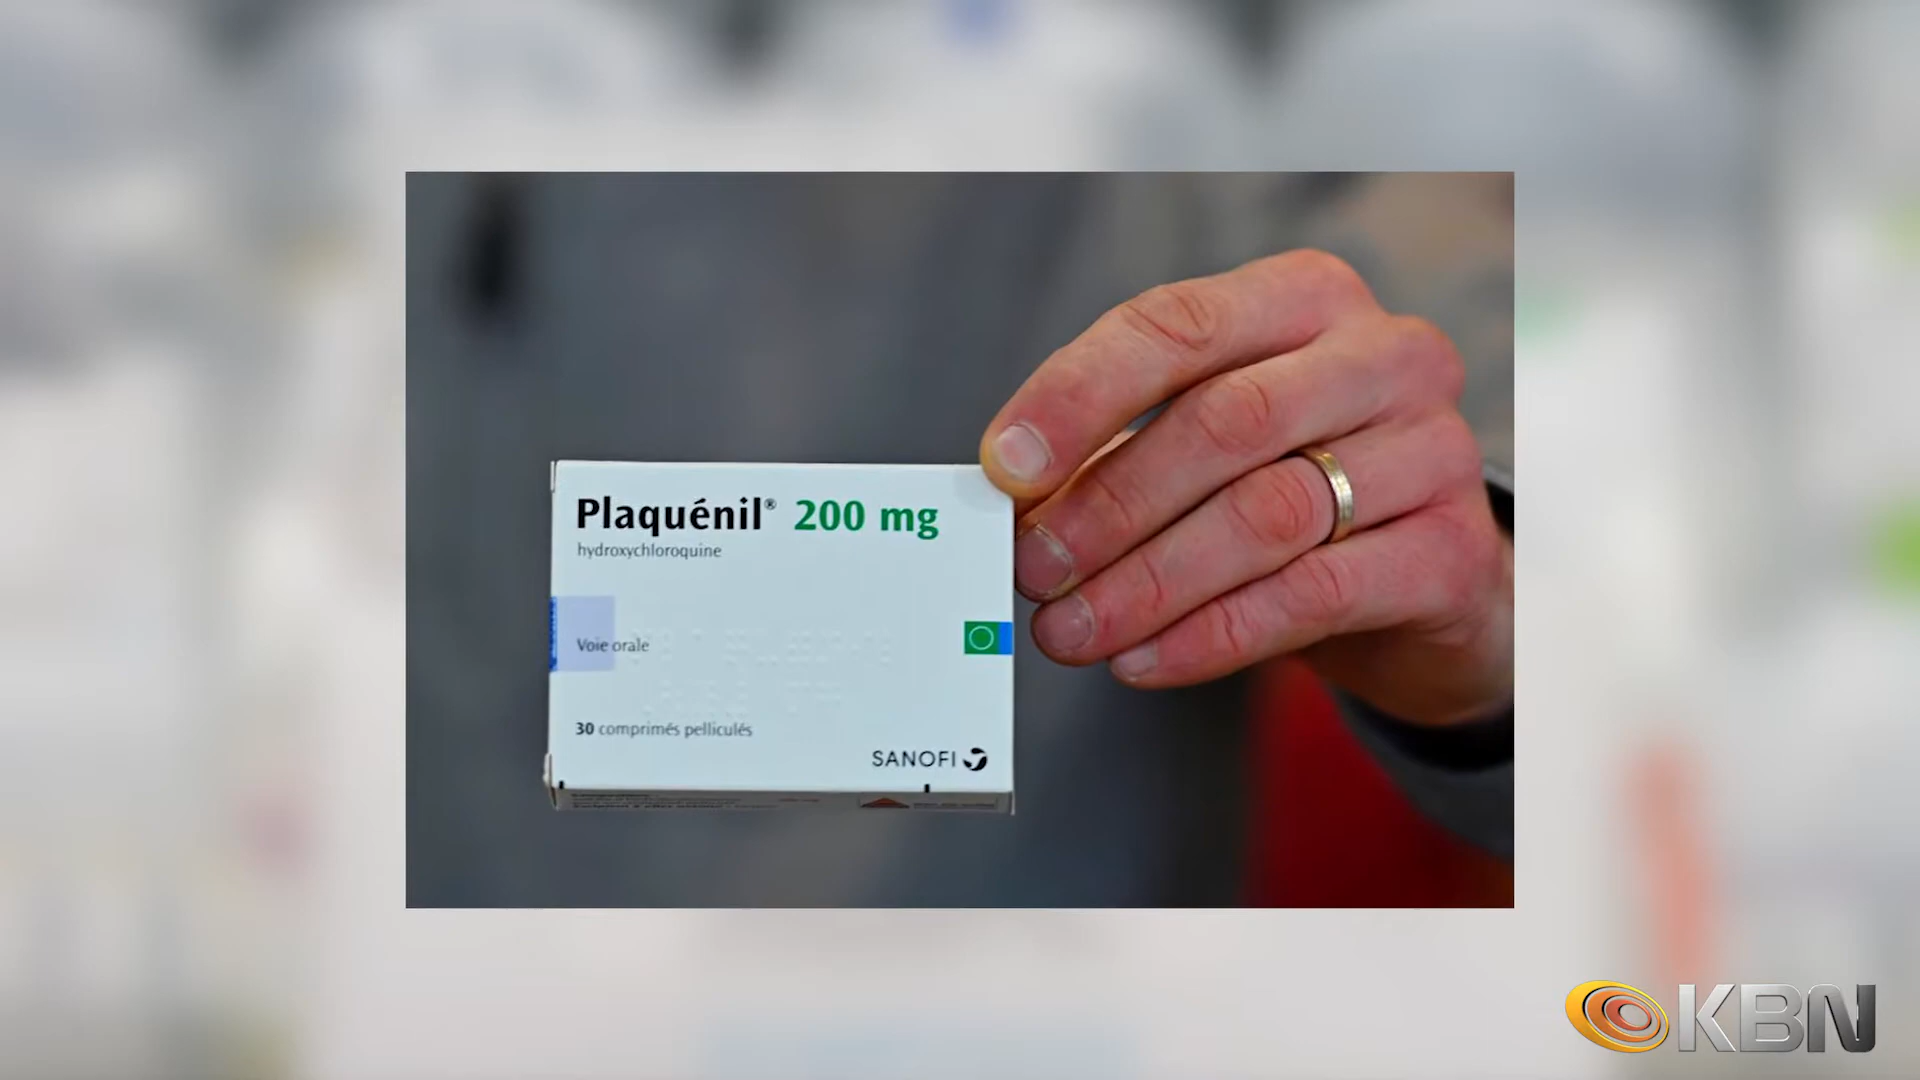 Plaquénil® 200 mg
hydroxychloroquine
Voie orale
30 comprimés pelliculés
SANOFI
KBN